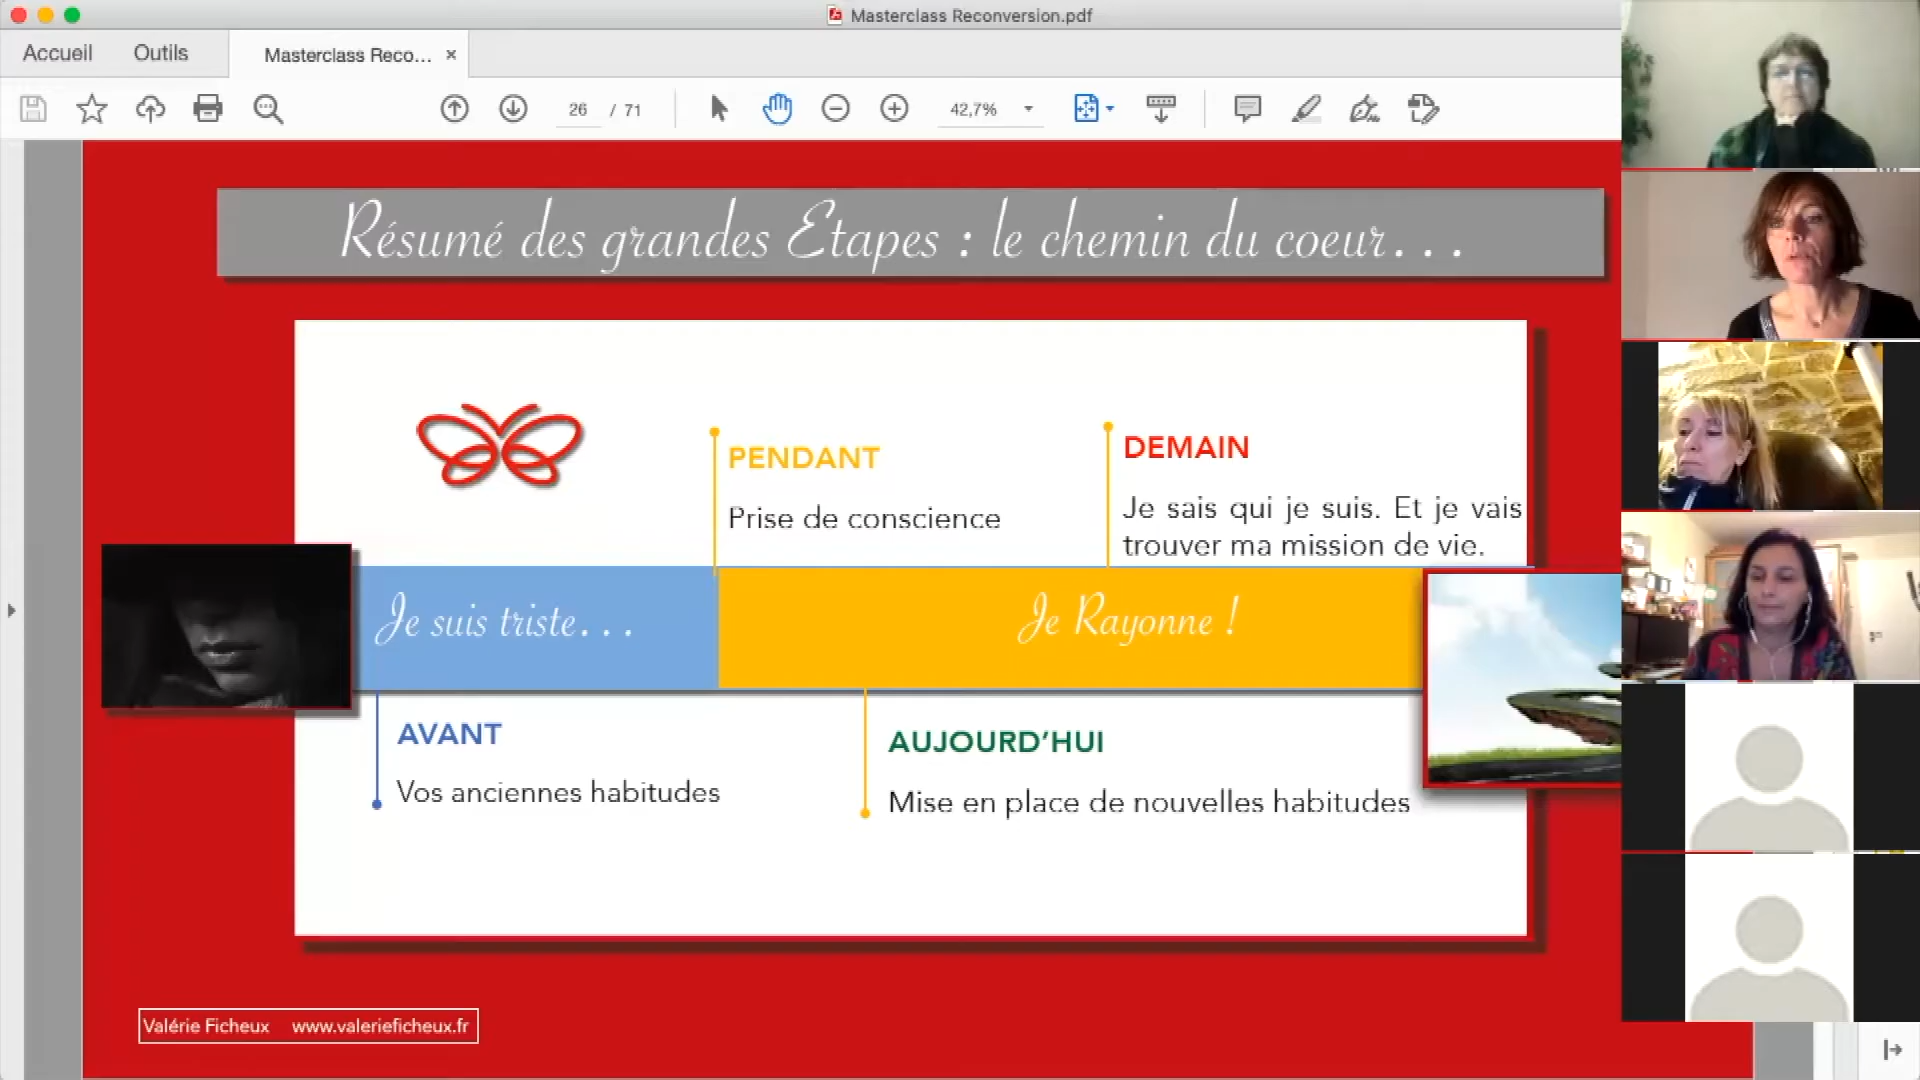 Masterclass Reconversion.pdf
Accueil
Outils
Masterclass Reco...
26 / 71
42,7%
Résumé des grandes Etapes : le chemin du coeur...
PENDANT
Prise de conscience
DEMAIN
Je sais qui je suis. Et je vais
trouver ma mission de vie.
Je suis triste...
Je Rayonne !
AVANT
Vos anciennes habitudes
AUJOURD’HUI
Mise en place de nouvelles habitudes
Valérie Ficheux www.valerieficheux.fr